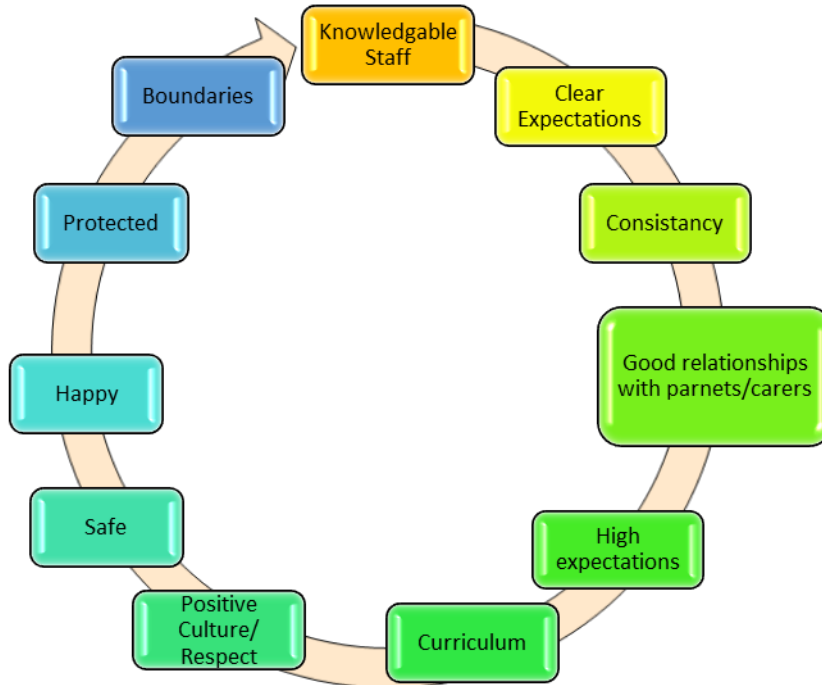 Knowledgable
Staff
Clear
Expectations
Consistancy
Good relationships
with parnets/carers
High
expectations
Curriculum
Positive
Culture/
Respect
Safe
Happy
Protected
Boundaries